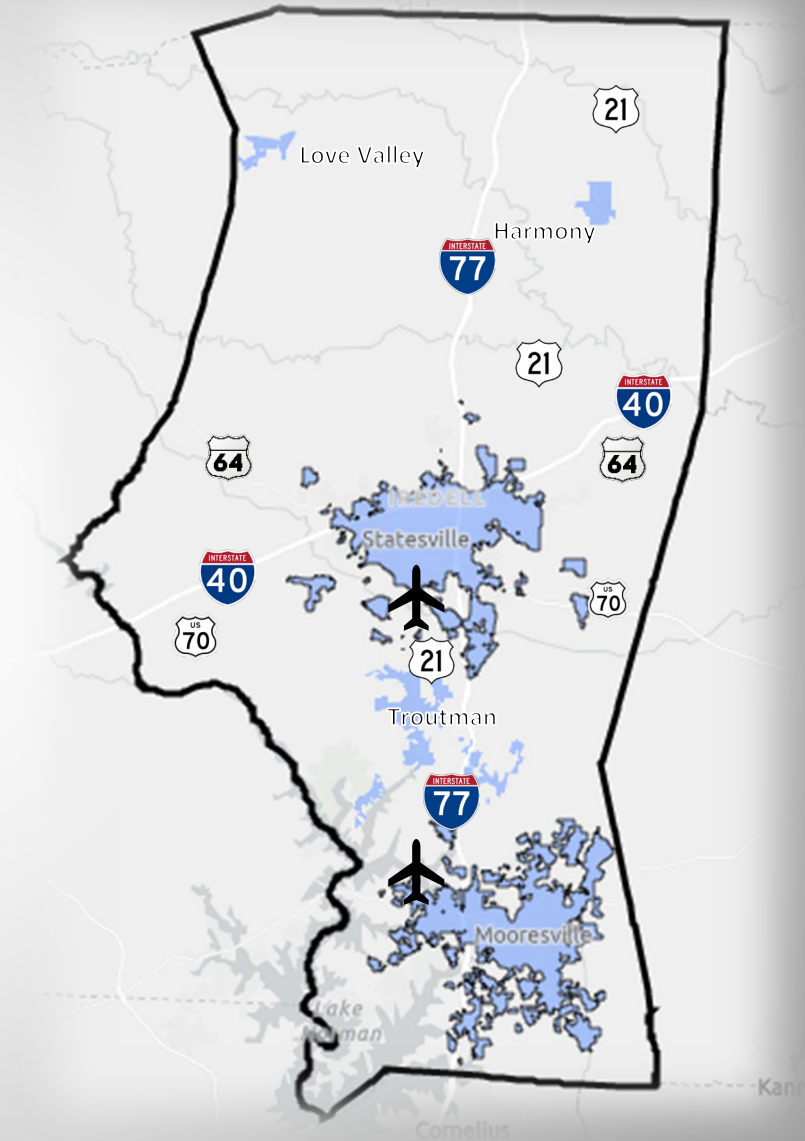 21
Love Valley
Harmony
INTERSTATE
77
21
INTERSTATE
40
64
64
IREDELL
Statesville
INTERSTATE
40
US
70
US
70
21
Troutman
INTERSTATE
77
Mooresville
Lake
Norman
Kann
Cornelius